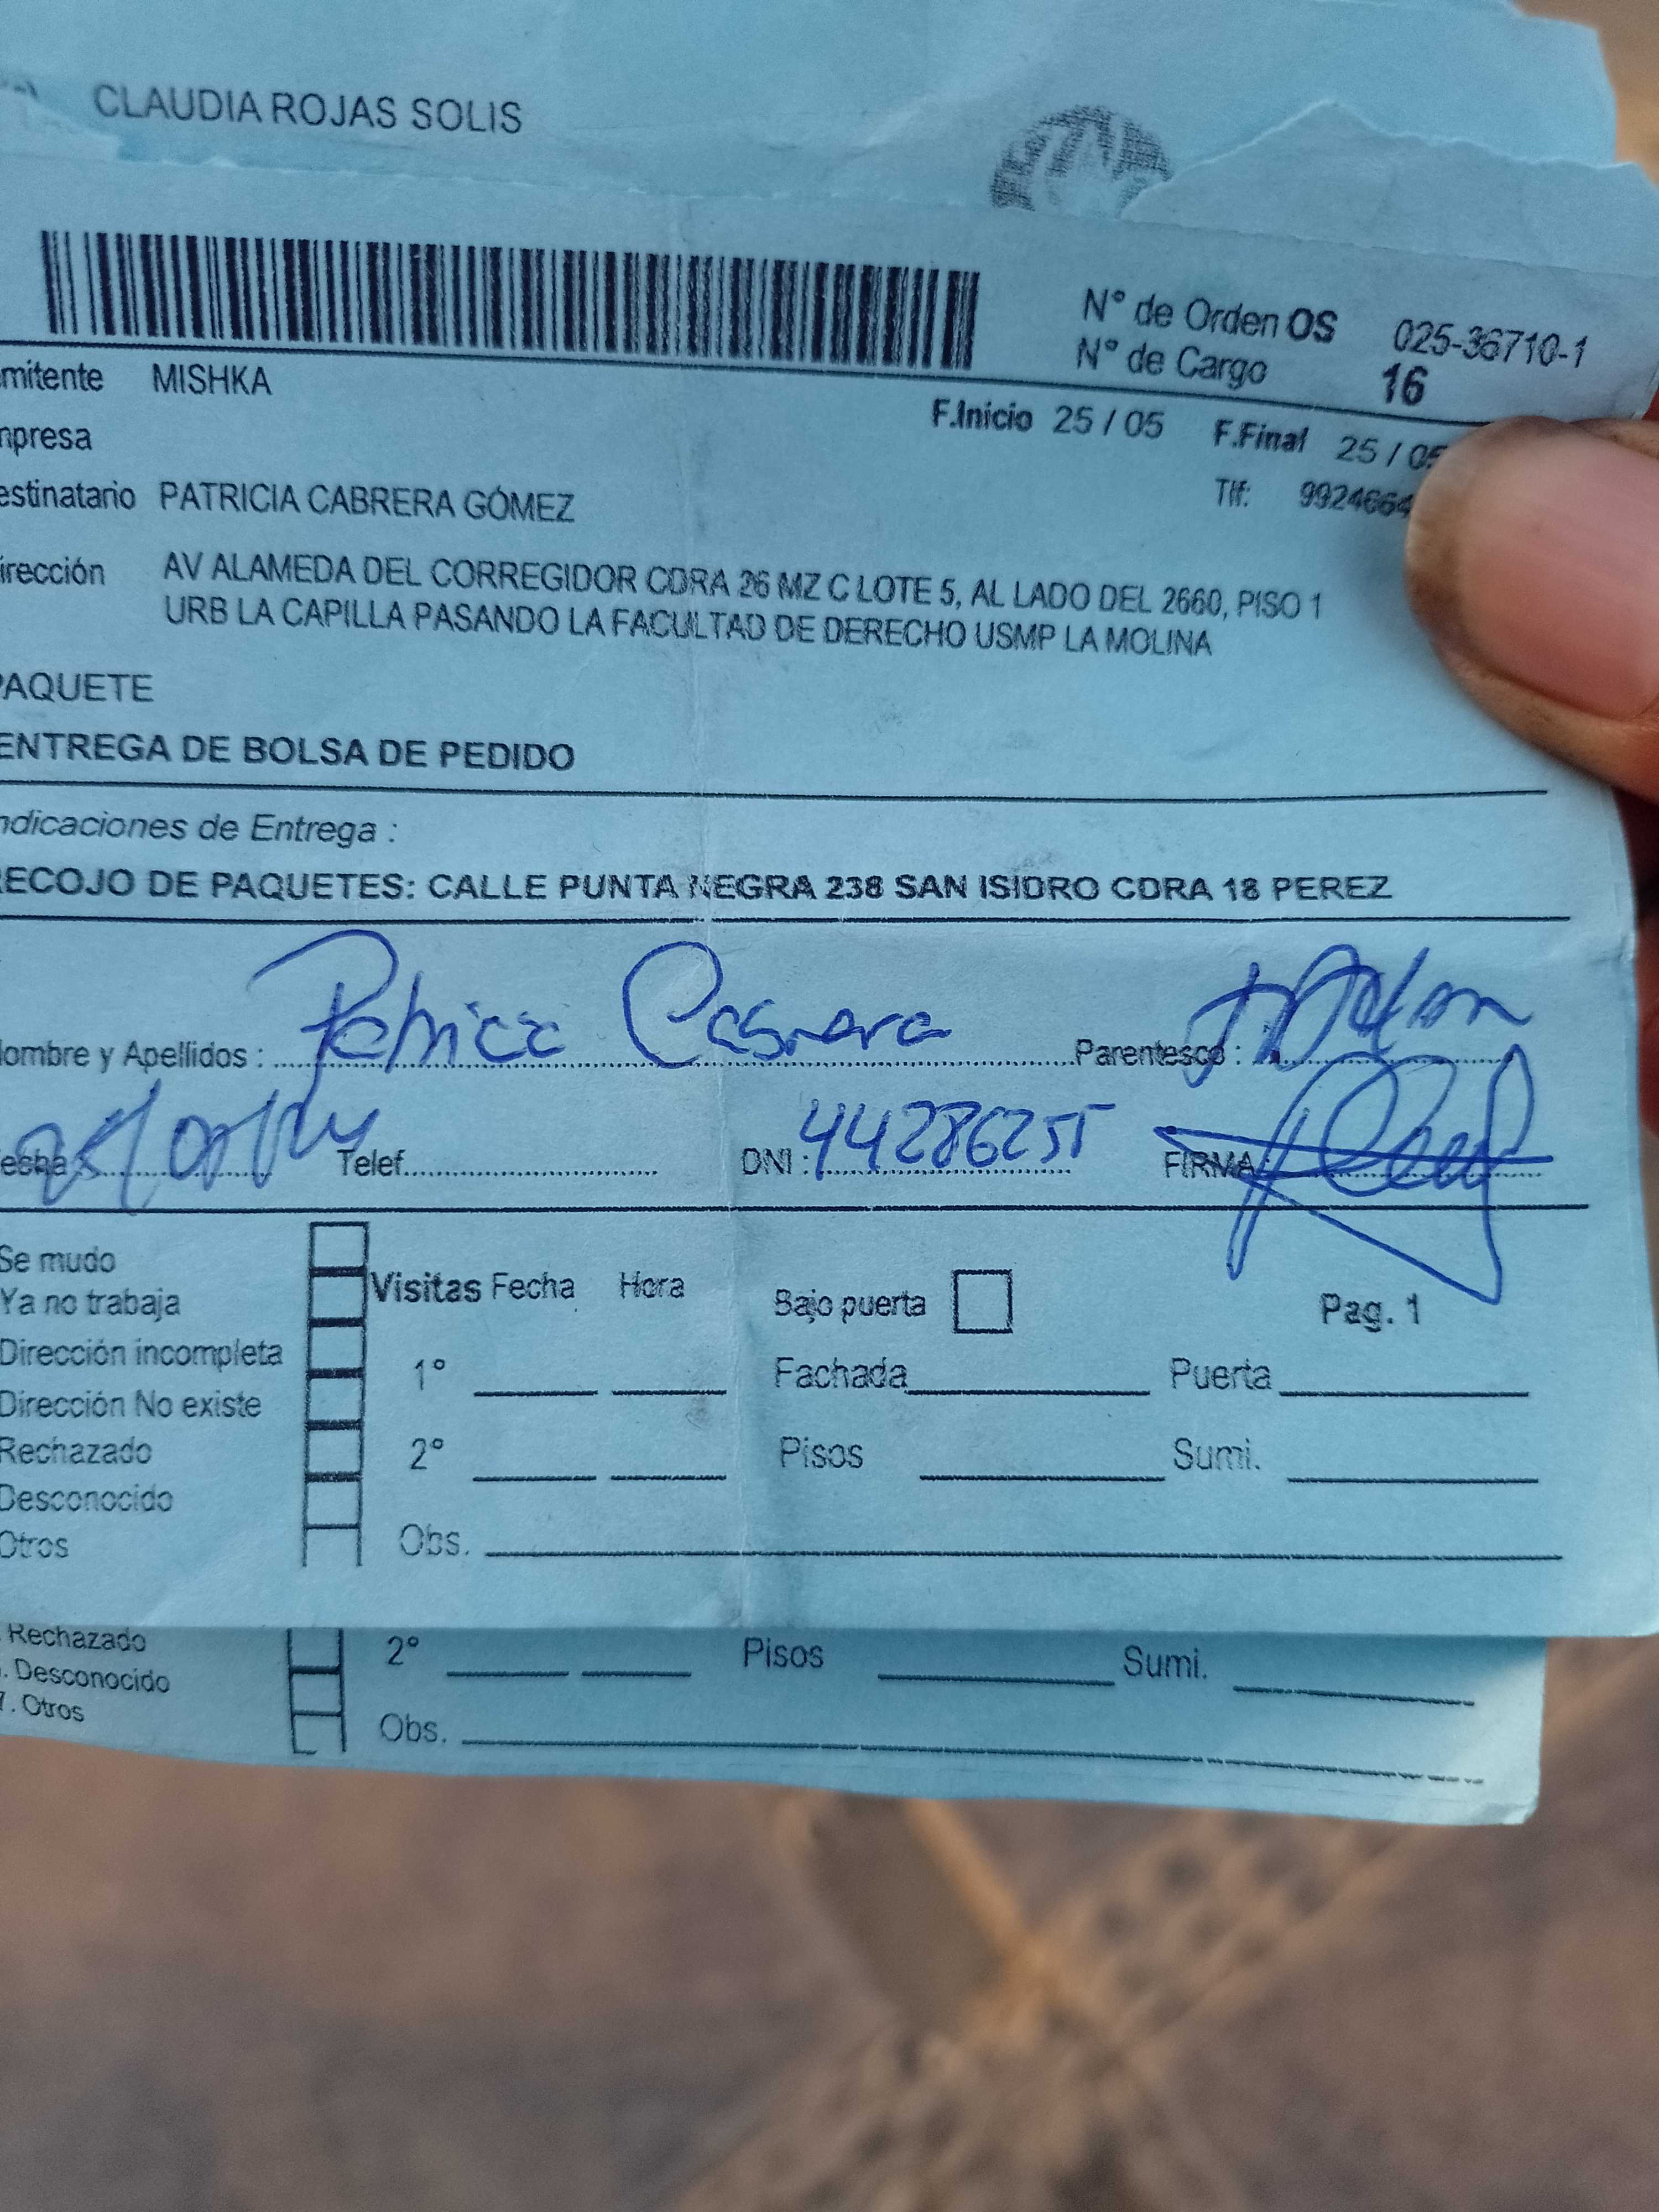 CLAUDIA ROJAS SOLIS
N° de Orden OS 025-36710-1
N° de Cargo 16
mitente MISHKA
F.Inicio 25 / 05 F.Final 25 / 05
mpresa
estinatario PATRICIA CABRERA GÓMEZ
Tlf: 9924664
irección AV ALAMEDA DEL CORREGIDOR CDRA 26 MZ C LOTE 5, AL LADO DEL 2660, PISO 1
URB LA CAPILLA PASANDO LA FACULTAD DE DERECHO USMP LA MOLINA
PAQUETE
ENTREGA DE BOLSA DE PEDIDO
ndicaciones de Entrega :
RECOJO DE PAQUETES: CALLE PUNTA NEGRA 238 SAN ISIDRO CDRA 18 PEREZ
Nombre y Apellidos : Patricia Cabrera Parentesco :
echa Telef. DNI : 44286255 FIRMA
Se mudo
Ya no trabaja
Visitas Fecha Hora Bajo puerta Pag. 1
Dirección incompleta
1° Fachada Puerta
Dirección No existe
Rechazado 2° Pisos Sumi.
Desconocido
Otros Obs.
Rechazado 2° Pisos Sumi.
. Desconocido
7. Otros Obs.